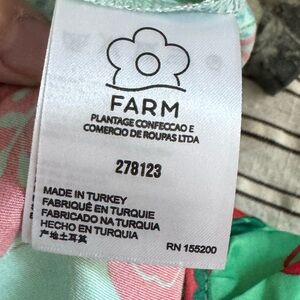 FARM
PLANTAGE CONFECCAO E
COMERCIO DE ROUPAS LTDA
278123
MADE IN TURKEY
FABRIQUÉ EN TURQUIE
FABRICADO NA TURQUIA
HECHO EN TURQUIA
产地土耳其
RN 155200